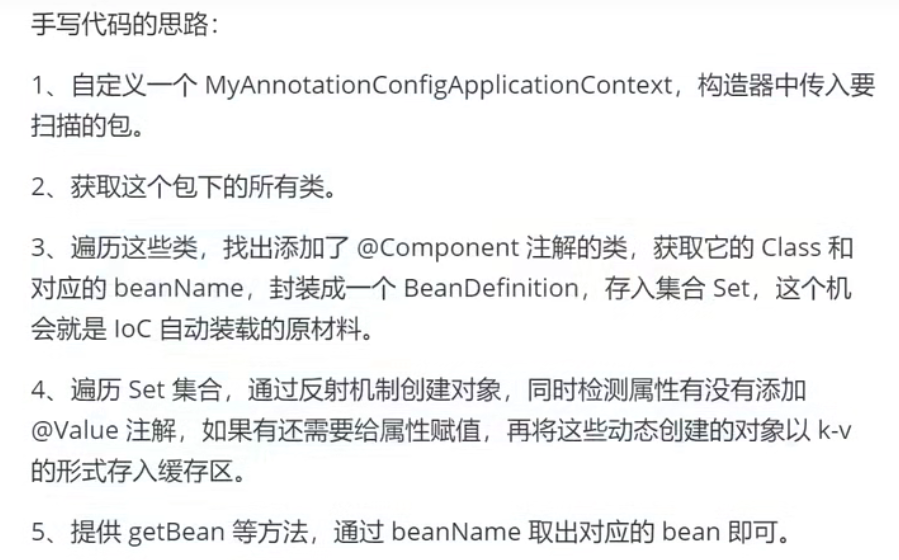 手写代码的思路：
1、自定义一个 MyAnnotationConfigApplicationContext，构造器中传入要
扫描的包。
2、获取这个包下的所有类。
3、遍历这些类，找出添加了 @Component 注解的类，获取它的 Class 和
对应的 beanName，封装成一个 BeanDefinition，存入集合 Set，这个机
会就是 IoC 自动装载的原材料。
4、遍历 Set 集合，通过反射机制创建对象，同时检测属性有没有添加
@Value 注解，如果有还需要给属性赋值，再将这些动态创建的对象以 k-v
的形式存入缓存区。
5、提供 getBean 等方法，通过 beanName 取出对应的 bean 即可。